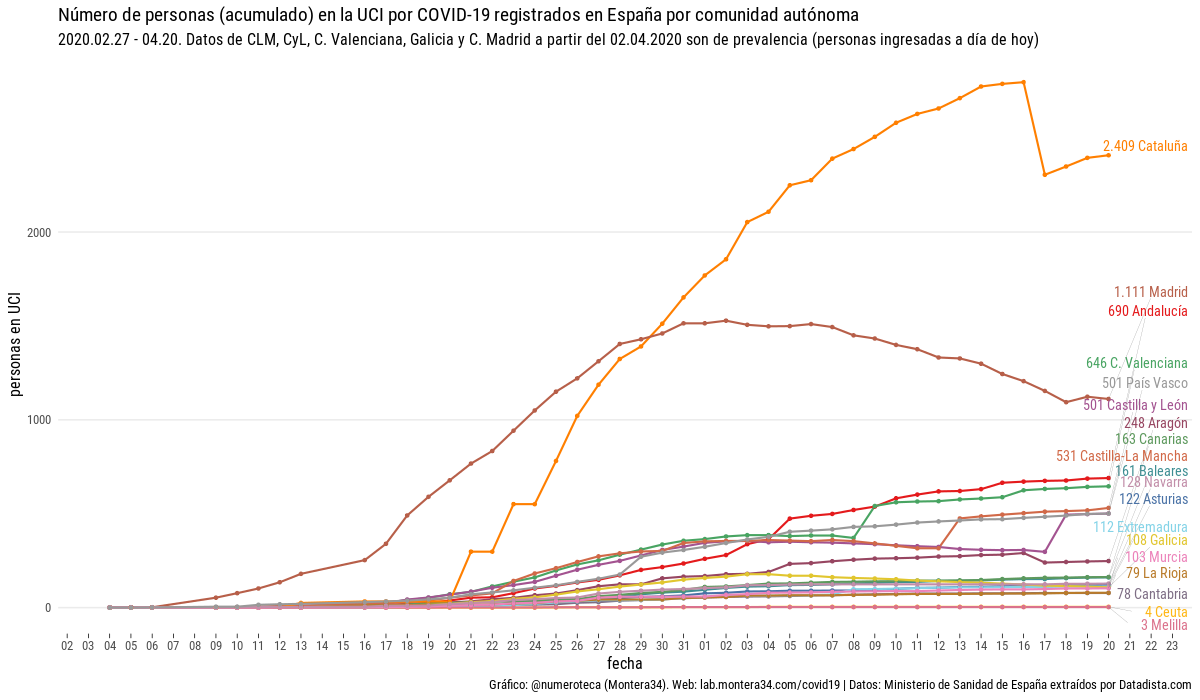 Número de personas (acumulado) en la UCI por COVID-19 registrados en España por comunidad autónoma
2020.02.27 - 04.20. Datos de CLM, CyL, C. Valenciana, Galicia y C. Madrid a partir del 02.04.2020 son de prevalencia (personas ingresadas a día de hoy)
personas en UCI
2000
1000
0
2.409 Cataluña
1.111 Madrid
690 Andalucía
646 C. Valenciana
501 País Vasco
501 Castilla y León
248 Aragón
163 Canarias
531 Castilla-La Mancha
161 Baleares
128 Navarra
122 Asturias
112 Extremadura
108 Galicia
103 Murcia
79 La Rioja
78 Cantabria
4 Ceuta
3 Melilla
02 03 04 05 06 07 08 09 10 11 12 13 14 15 16 17 18 19 20 21 22 23 24 25 26 27 28 29 30 31 01 02 03 04 05 06 07 08 09 10 11 12 13 14 15 16 17 18 19 20 21 22 23
fecha
Gráfico: @numeroteca (Montera34). Web: lab.montera34.com/covid19 | Datos: Ministerio de Sanidad de España extraídos por Datadista.com